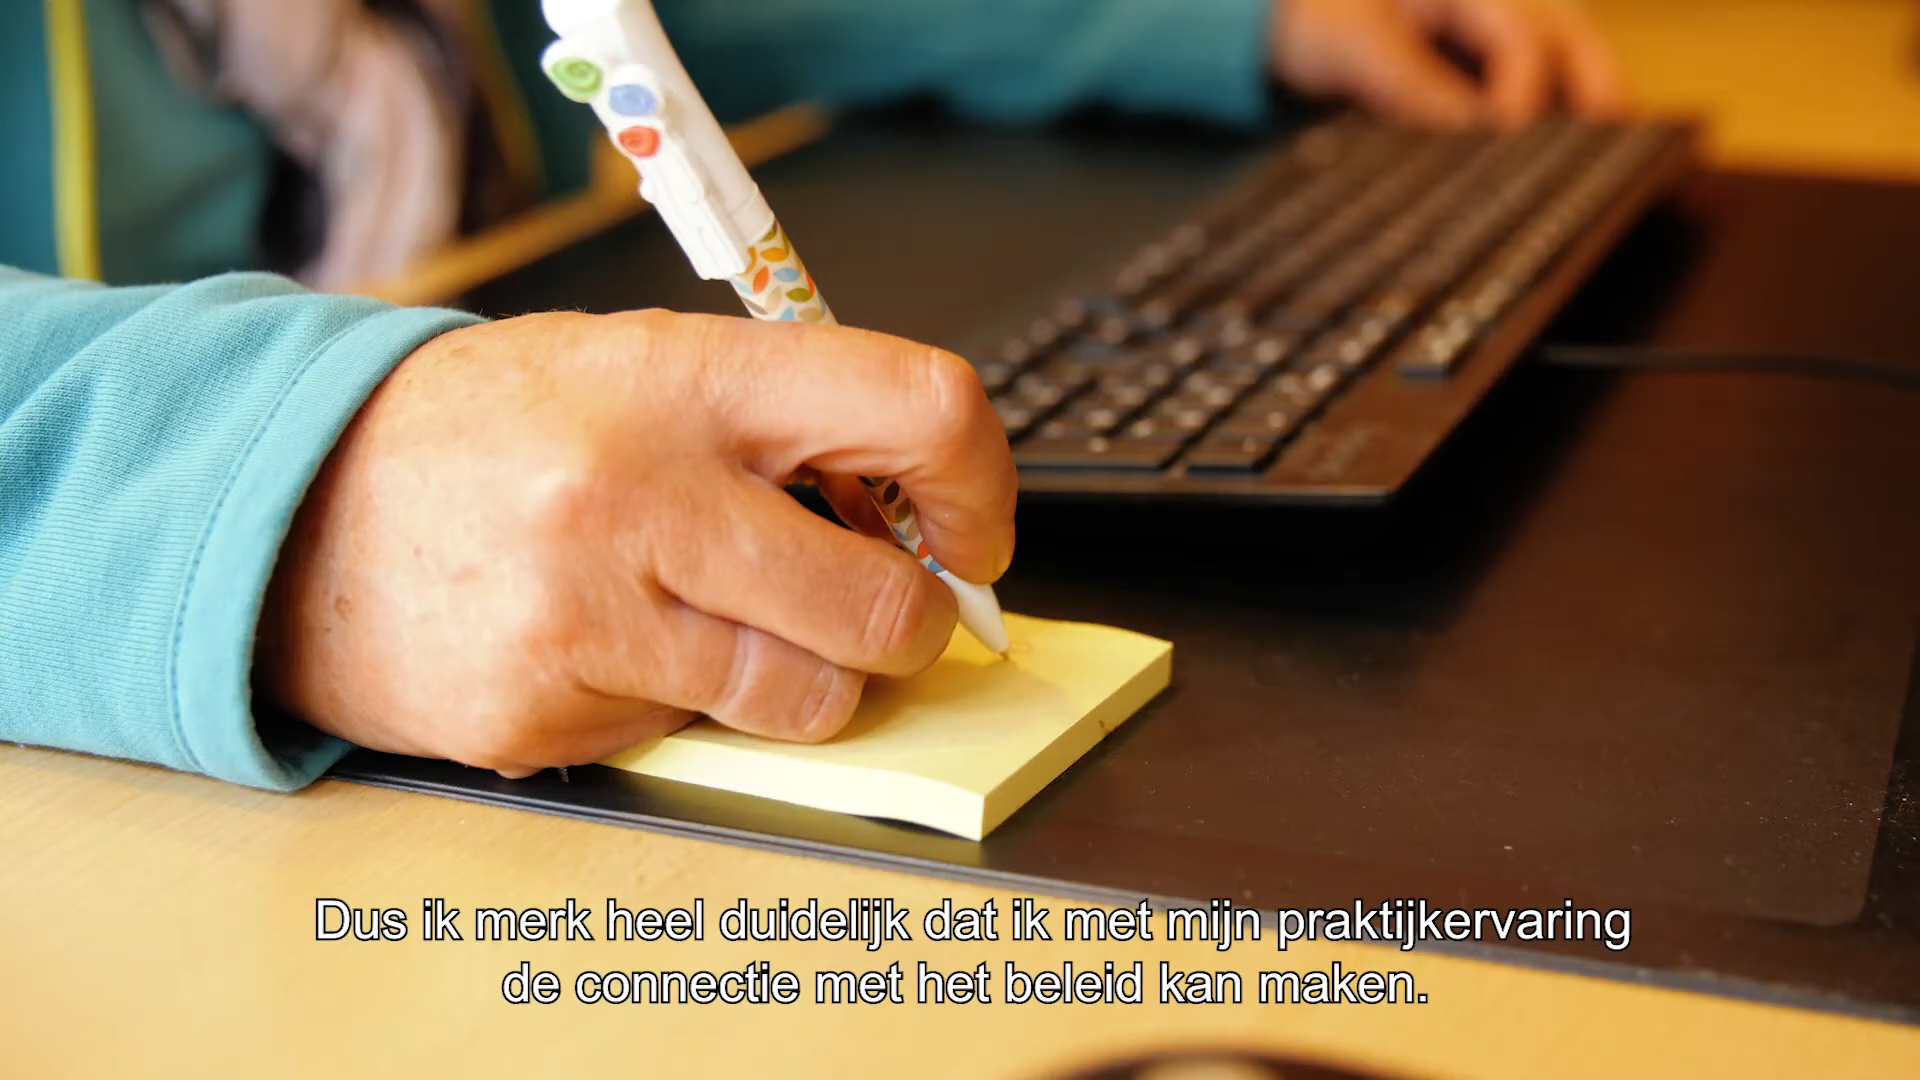 Dus ik merk heel duidelijk dat ik met mijn praktijkervaring
de connectie met het beleid kan maken.